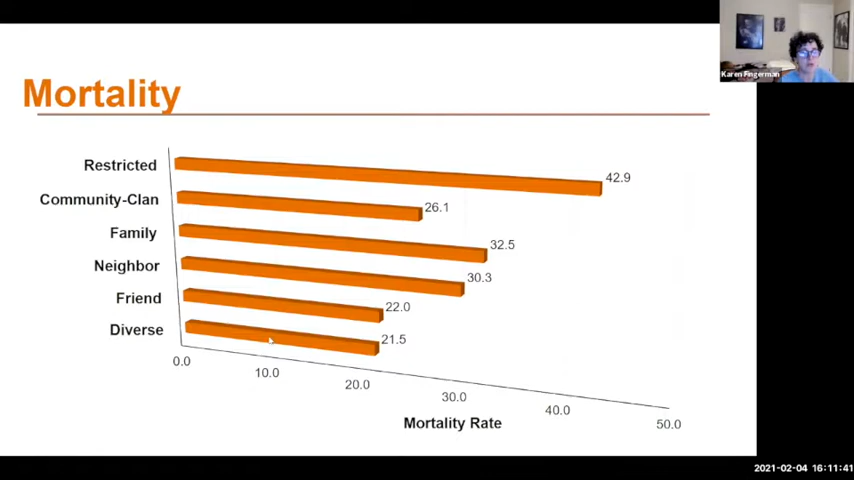 Karen Fingerman
Mortality
Restricted
42.9
Community-Clan
26.1
Family
32.5
Neighbor
30.3
Friend
22.0
Diverse
21.5
0.0
10.0
20.0
30.0
40.0
50.0
Mortality Rate
2021-02-04 16:11:41